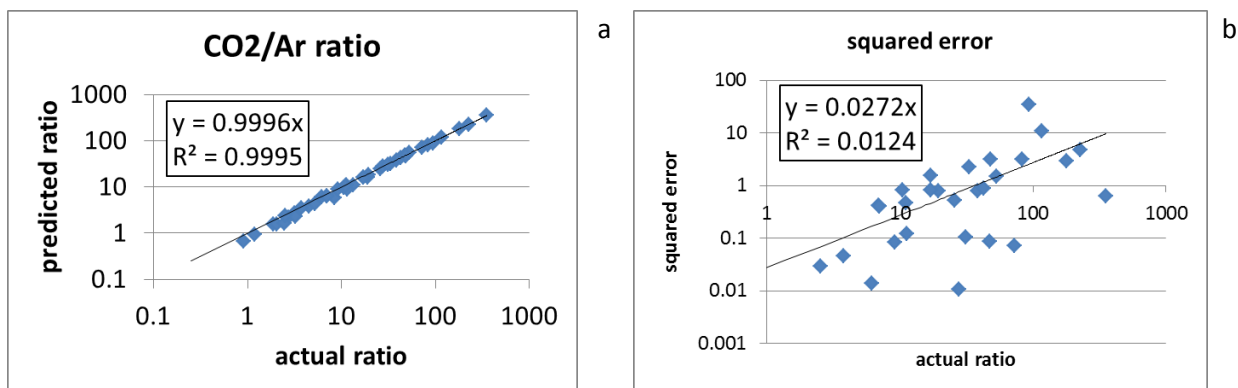 CO2/Ar ratio
predicted ratio
1000
100
10
1
0.1
y = 0.9996x
R² = 0.9995
0.1 1 10 100 1000
actual ratio
a
squared error
squared error
100
10
1
0.1
0.01
0.001
y = 0.0272x
R² = 0.0124
1 10 100 1000
actual ratio
b